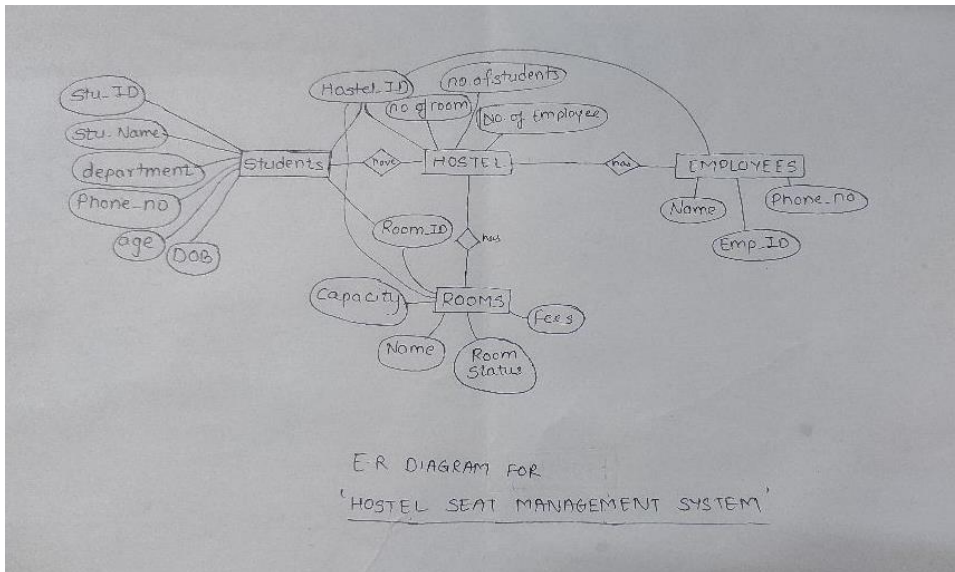 Stu_ID
Stu_Name
department
Phone_no
age
DOB
Students
Hostel_ID
no of room
no. of students
No. of Employee
have
HOSTEL
has
EMPLOYEES
Name
Emp_ID
Phone_no
has
Room_ID
ROOMS
Capacity
Name
Room
Status
Fees
E-R DIAGRAM FOR
'HOSTEL SEAT MANAGEMENT SYSTEM'